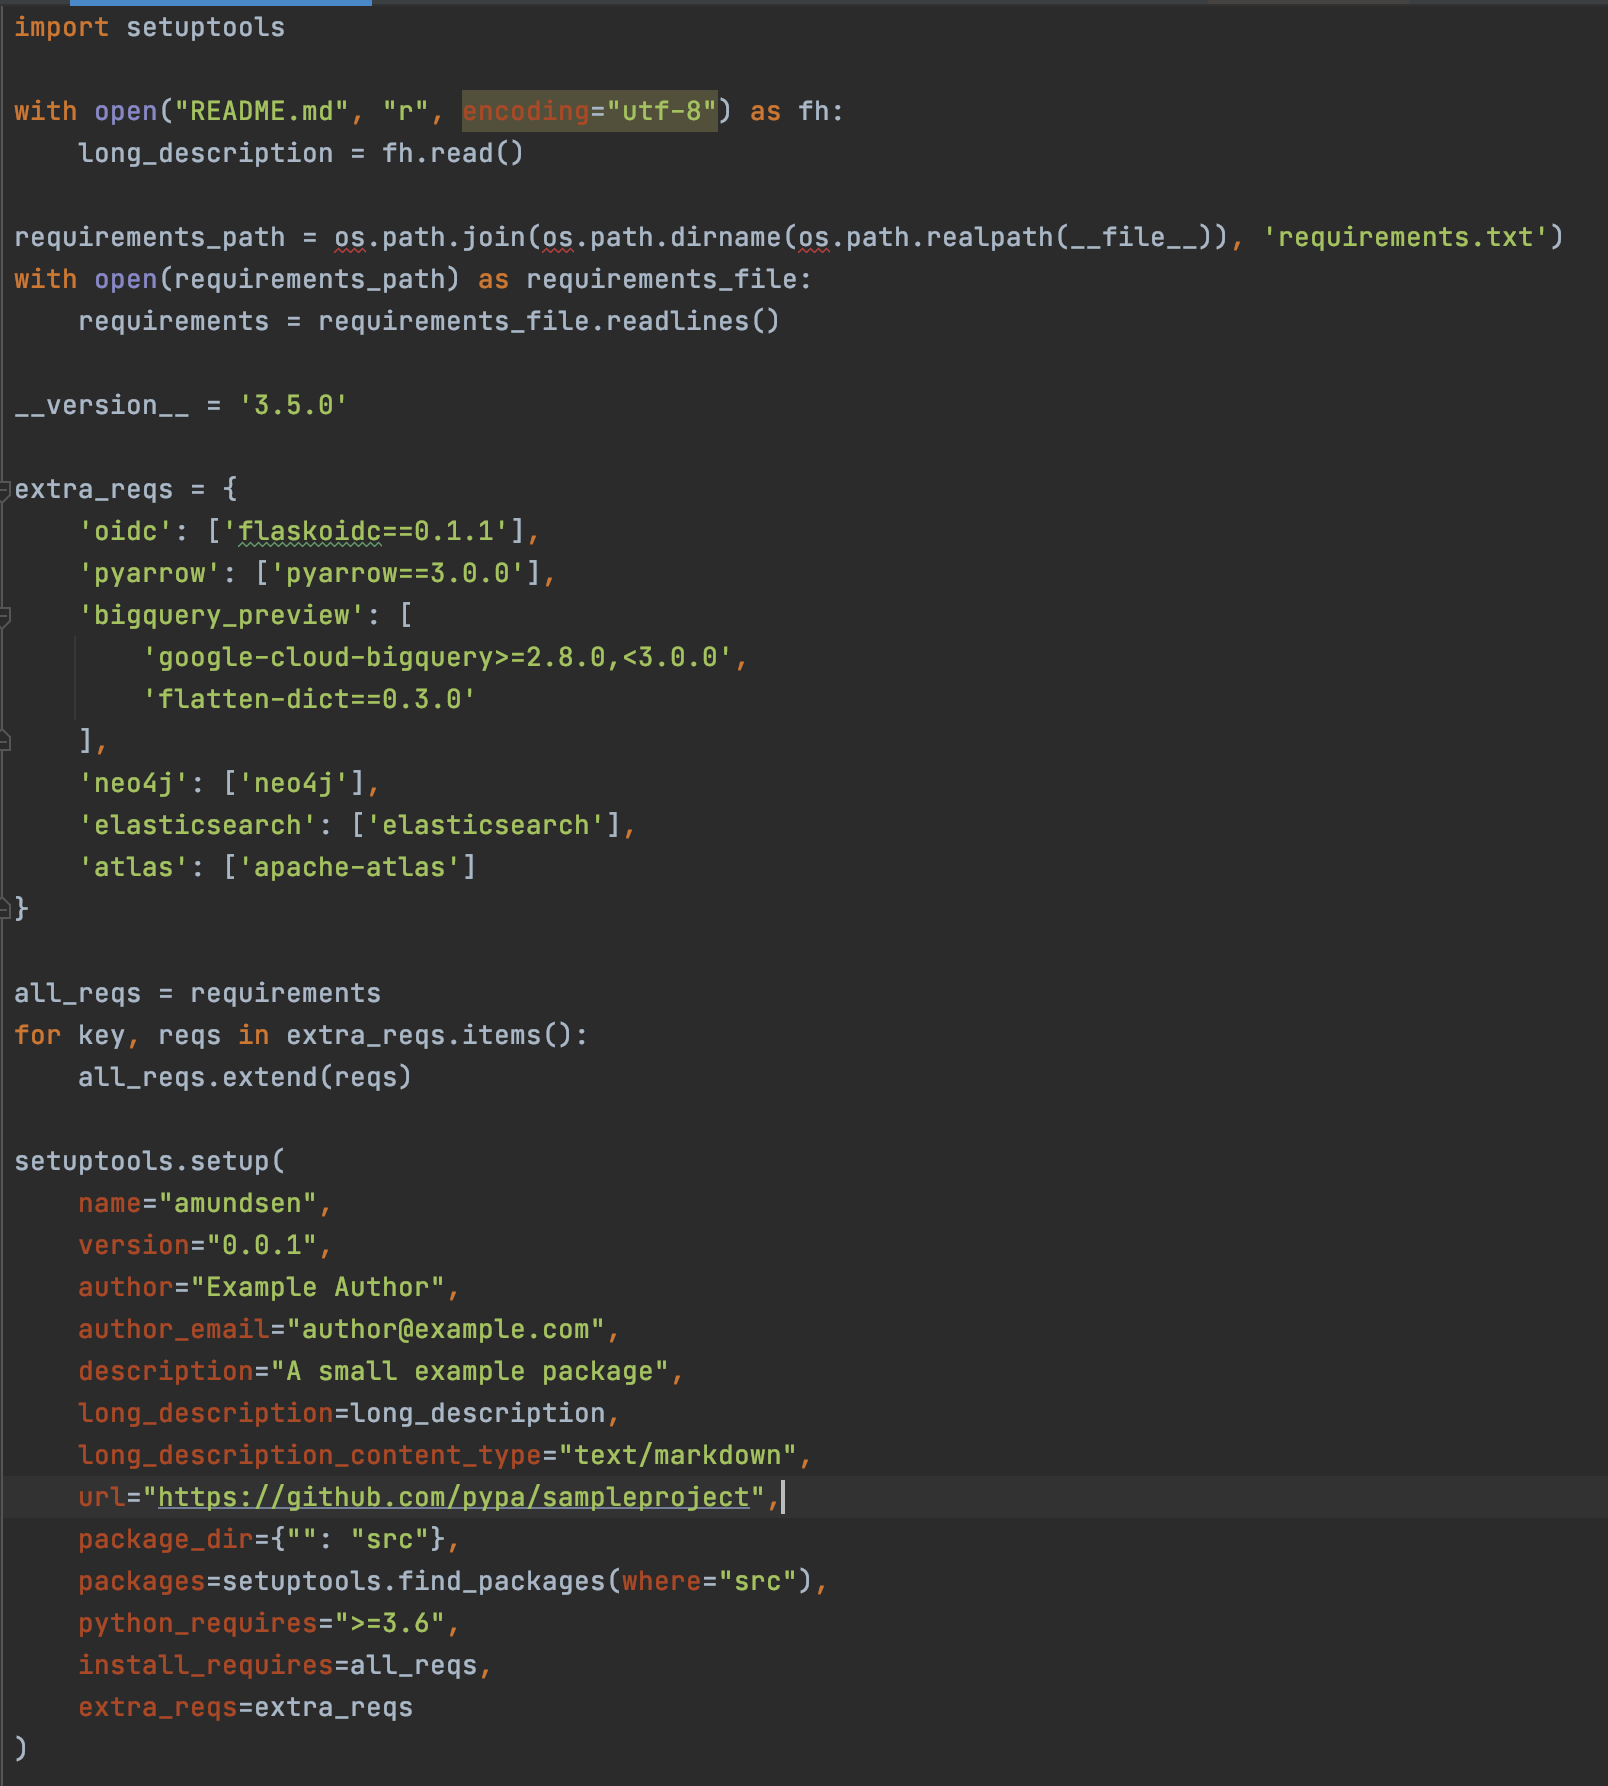 import setuptools

with open("README.md", "r", encoding="utf-8") as fh:
    long_description = fh.read()

requirements_path = os.path.join(os.path.dirname(os.path.realpath(__file__)), 'requirements.txt')
with open(requirements_path) as requirements_file:
    requirements = requirements_file.readlines()

__version__ = '3.5.0'

extra_reqs = {
    'oidc': ['flaskoidc==0.1.1'],
    'pyarrow': ['pyarrow==3.0.0'],
    'bigquery_preview': [
        'google-cloud-bigquery>=2.8.0,<3.0.0',
        'flatten-dict==0.3.0'
    ],
    'neo4j': ['neo4j'],
    'elasticsearch': ['elasticsearch'],
    'atlas': ['apache-atlas']
}

all_reqs = requirements
for key, reqs in extra_reqs.items():
    all_reqs.extend(reqs)

setuptools.setup(
    name="amundsen",
    version="0.0.1",
    author="Example Author",
    author_email="author@example.com",
    description="A small example package",
    long_description=long_description,
    long_description_content_type="text/markdown",
    url="https://github.com/pypa/sampleproject",
    package_dir={"": "src"},
    packages=setuptools.find_packages(where="src"),
    python_requires=">=3.6",
    install_requires=all_reqs,
    extra_reqs=extra_reqs
)